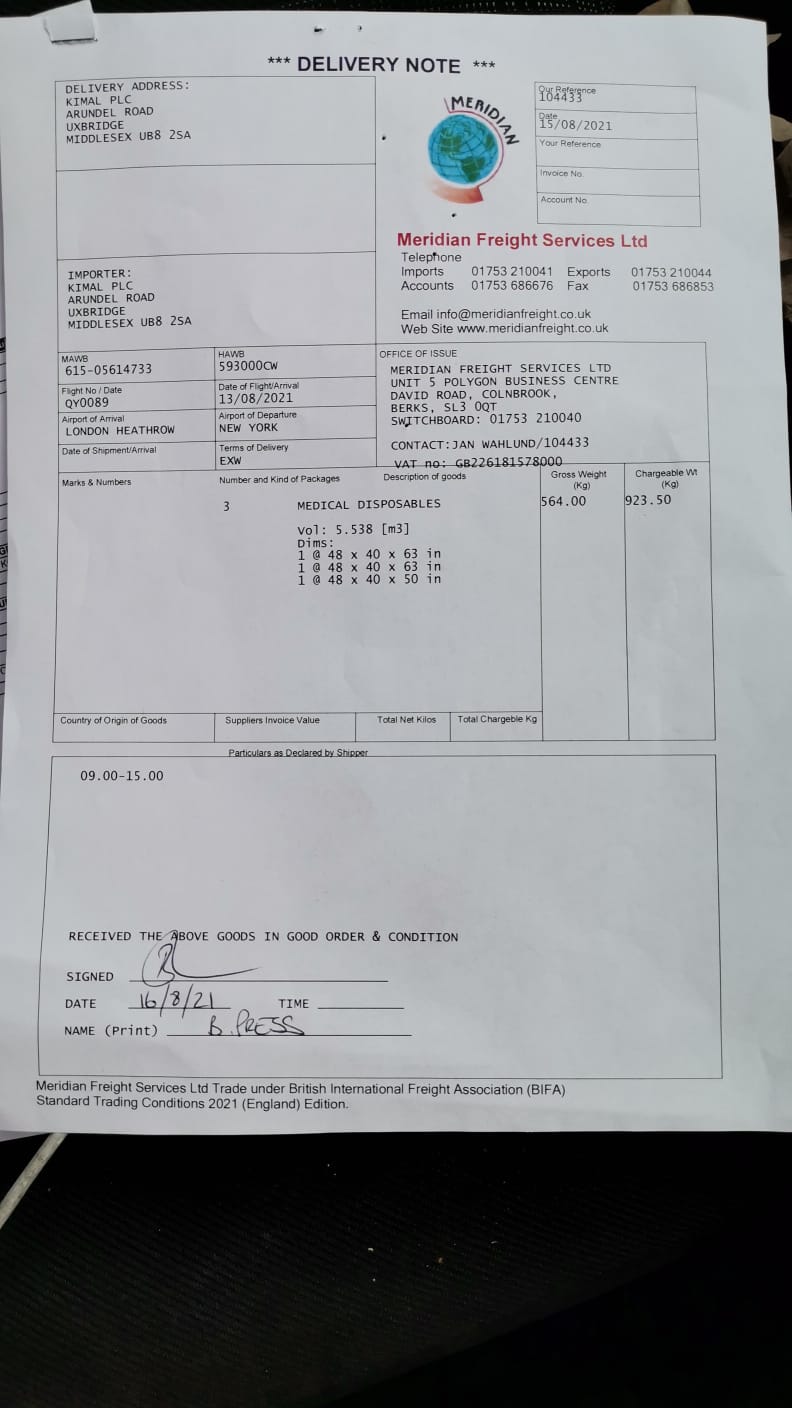 *** DELIVERY NOTE ***
DELIVERY ADDRESS:
KIMAL PLC
ARUNDEL ROAD
UXBRIDGE
MIDDLESEX UB8 2SA
MERIDIAN
Our Reference
104433
Date
15/08/2021
Your Reference
Invoice No.
Account No.
Meridian Freight Services Ltd
Telephone
Imports 01753 210041 Exports 01753 210044
Accounts 01753 686676 Fax 01753 686853
Email info@meridianfreight.co.uk
Web Site www.meridianfreight.co.uk
IMPORTER:
KIMAL PLC
ARUNDEL ROAD
UXBRIDGE
MIDDLESEX UB8 2SA
MAWB
615-05614733
HAWB
593000CW
Flight No / Date
QY0089
Date of Flight/Arrival
13/08/2021
Airport of Arrival
LONDON HEATHROW
Airport of Departure
NEW YORK
Date of Shipment/Arrival
Terms of Delivery
EXW
OFFICE OF ISSUE
MERIDIAN FREIGHT SERVICES LTD
UNIT 5 POLYGON BUSINESS CENTRE
DAVID ROAD, COLNBROOK,
BERKS, SL3 0QT
SWITCHBOARD: 01753 210040
CONTACT:JAN WAHLUND/104433
VAT no: GB226181578000
Marks & Numbers
Number and Kind of Packages
Description of goods
Gross Weight
(Kg)
Chargeable Wt
(Kg)
3 MEDICAL DISPOSABLES 564.00 923.50
Vol: 5.538 [m3]
Dims:
1 @ 48 x 40 x 63 in
1 @ 48 x 40 x 63 in
1 @ 48 x 40 x 50 in
Country of Origin of Goods
Suppliers Invoice Value
Total Net Kilos
Total Chargeable Kg
Particulars as Declared by Shipper
09.00-15.00
RECEIVED THE ABOVE GOODS IN GOOD ORDER & CONDITION
SIGNED
DATE 16/8/21 TIME
NAME (Print) B. PRESS
Meridian Freight Services Ltd Trade under British International Freight Association (BIFA)
Standard Trading Conditions 2021 (England) Edition.